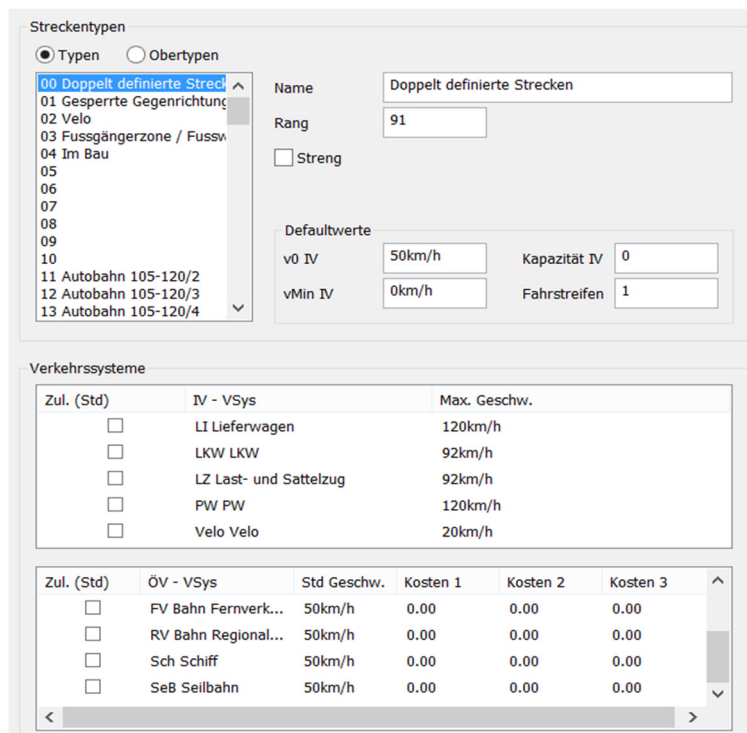 Streckentypen
Typen Obertypen
00 Doppelt definierte Streck
01 Gesperrte Gegenrichtung
02 Velo
03 Fussgängerzone / Fussw
04 Im Bau
05
06
07
08
09
10
11 Autobahn 105-120/2
12 Autobahn 105-120/3
13 Autobahn 105-120/4
Name Doppelt definierte Strecken
Rang 91
Streng
Defaultwerte
v0 IV 50km/h Kapazität IV 0
vMin IV 0km/h Fahrstreifen 1
Verkehrssysteme
Zul. (Std) IV - VSys Max. Geschw.
LI Lieferwagen 120km/h
LKW LKW 92km/h
LZ Last- und Sattelzug 92km/h
PW PW 120km/h
Velo Velo 20km/h
Zul. (Std) ÖV - VSys Std Geschw. Kosten 1 Kosten 2 Kosten 3
FV Bahn Fernverk... 50km/h 0.00 0.00 0.00
RV Bahn Regional... 50km/h 0.00 0.00 0.00
Sch Schiff 50km/h 0.00 0.00 0.00
SeB Seilbahn 50km/h 0.00 0.00 0.00